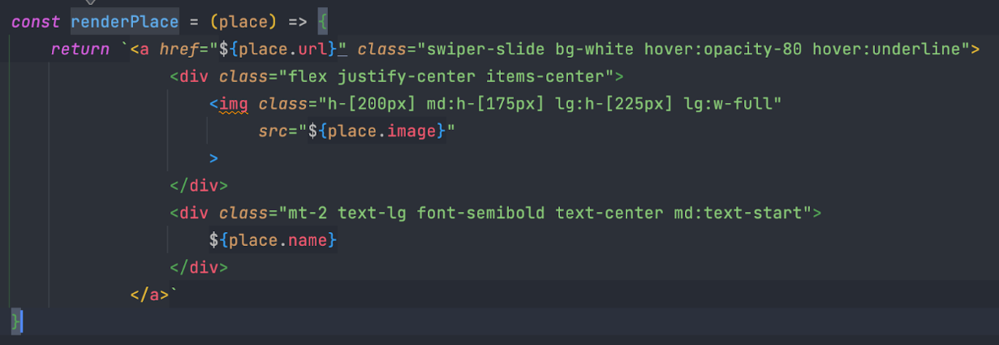 const renderPlace = (place) => {
return `<a href="${place.url}" class="swiper-slide bg-white hover:opacity-80 hover:underline">
<div class="flex justify-center items-center">
<img class="h-[200px] md:h-[175px] lg:h-[225px] lg:w-full"
src="${place.image}"
>
</div>
<div class="mt-2 text-lg font-semibold text-center md:text-start">
${place.name}
</div>
</a>`
}